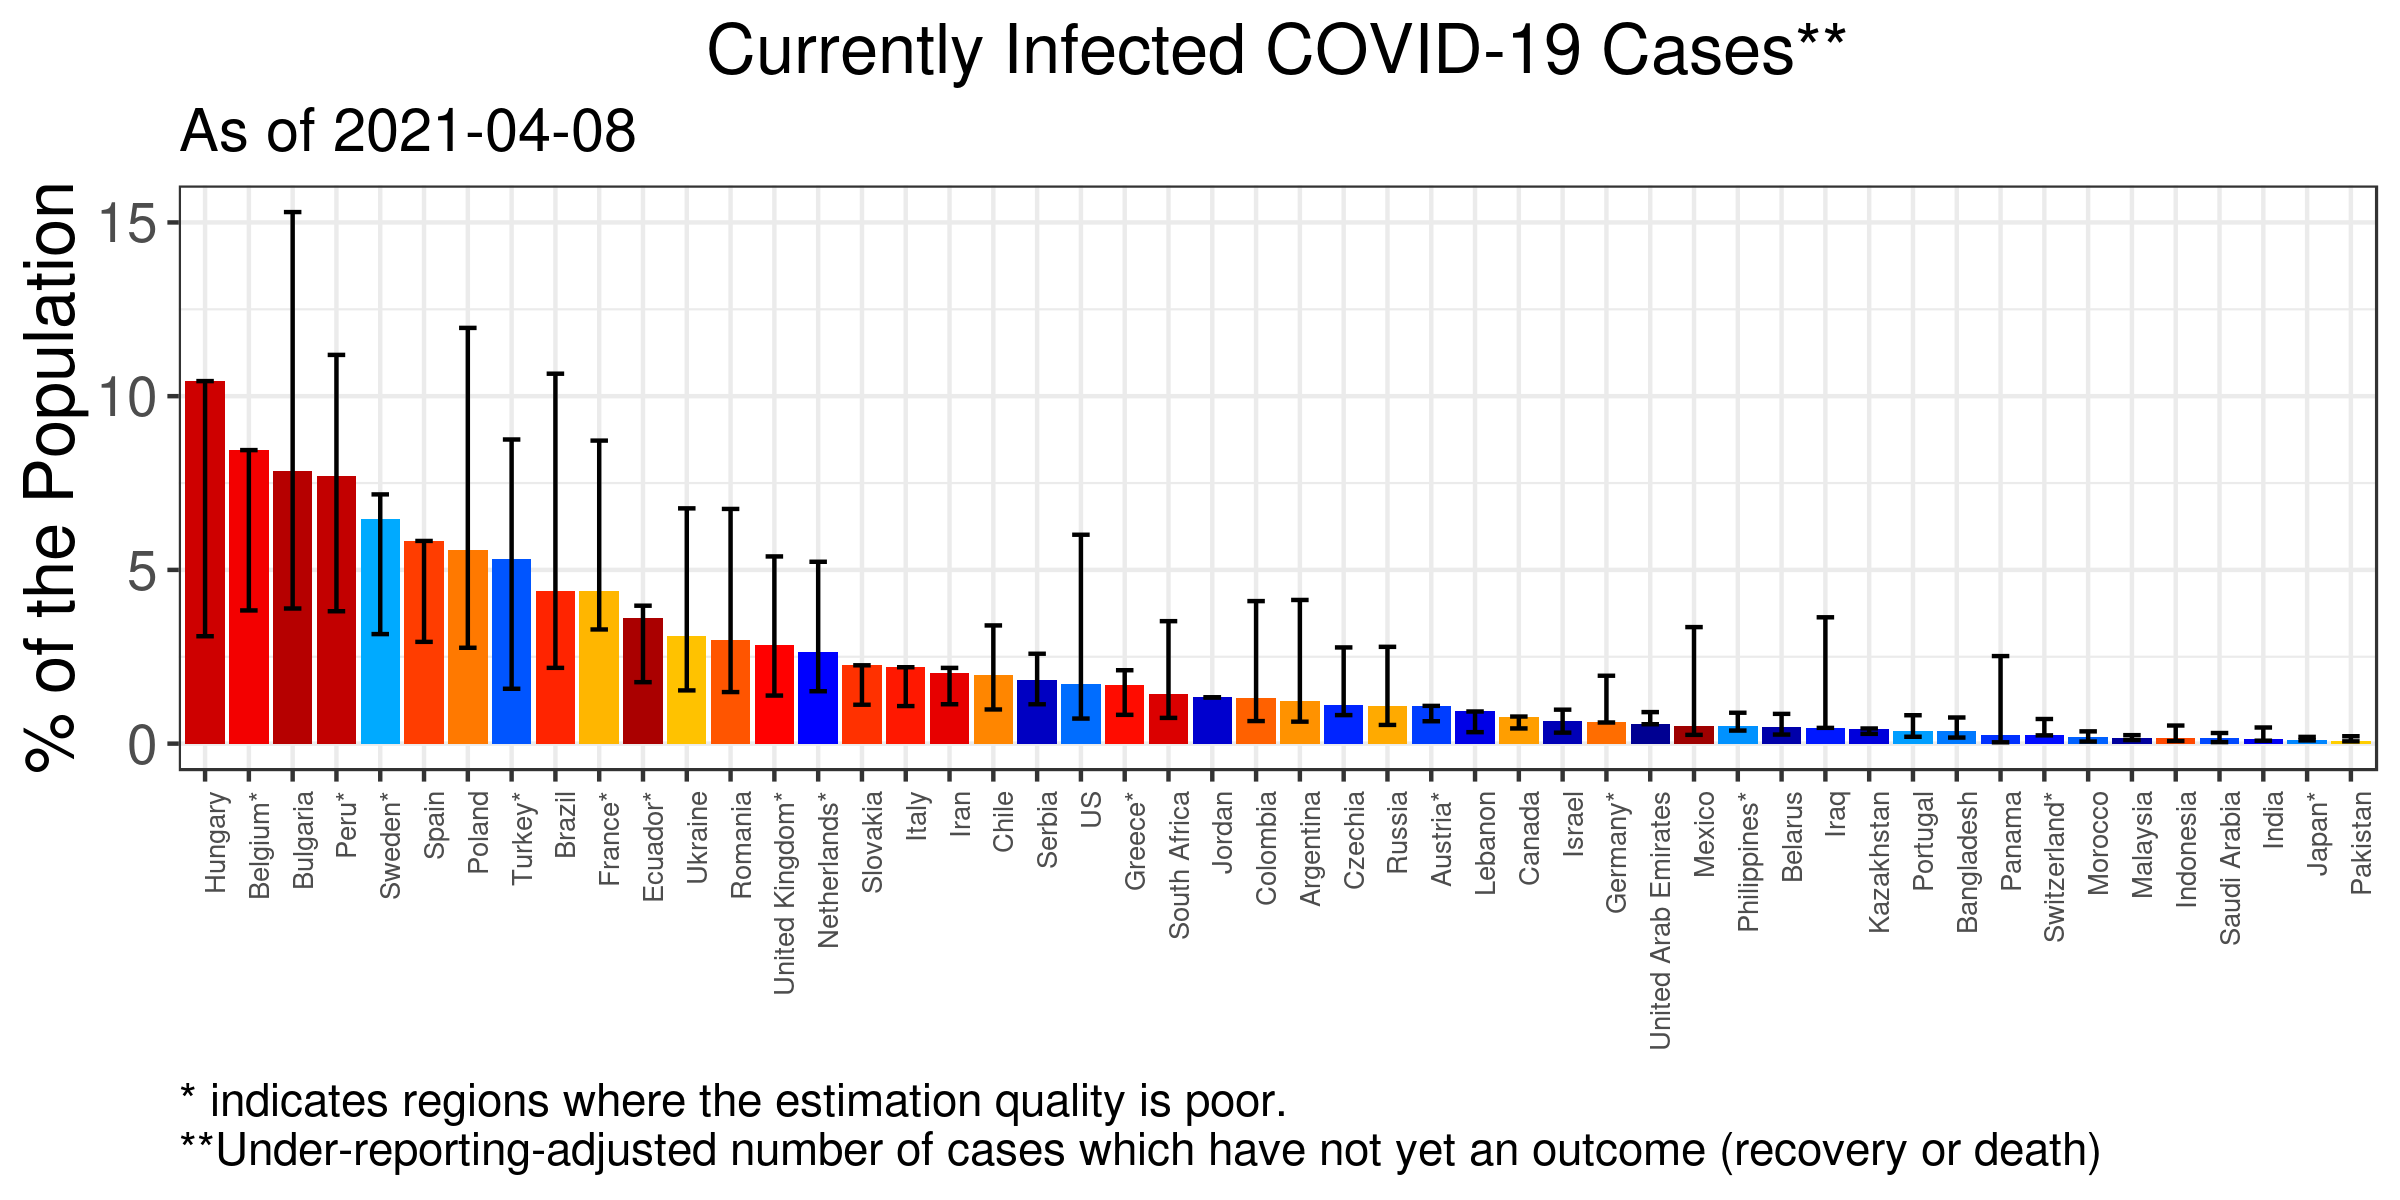 Currently Infected COVID-19 Cases**
As of 2021-04-08
% of the Population
15
10
5
0
Hungary
Belgium*
Bulgaria
Peru*
Sweden*
Spain
Poland
Turkey*
Brazil
France*
Ecuador*
Ukraine
Romania
United Kingdom*
Netherlands*
Slovakia
Italy
Iran
Chile
Serbia
US
Greece*
South Africa
Jordan
Colombia
Argentina
Czechia
Russia
Austria*
Lebanon
Canada
Israel
Germany*
United Arab Emirates
Mexico
Philippines*
Belarus
Iraq
Kazakhstan
Portugal
Bangladesh
Panama
Switzerland*
Morocco
Malaysia
Indonesia
Saudi Arabia
India
Japan*
Pakistan
* indicates regions where the estimation quality is poor.
**Under-reporting-adjusted number of cases which have not yet an outcome (recovery or death)